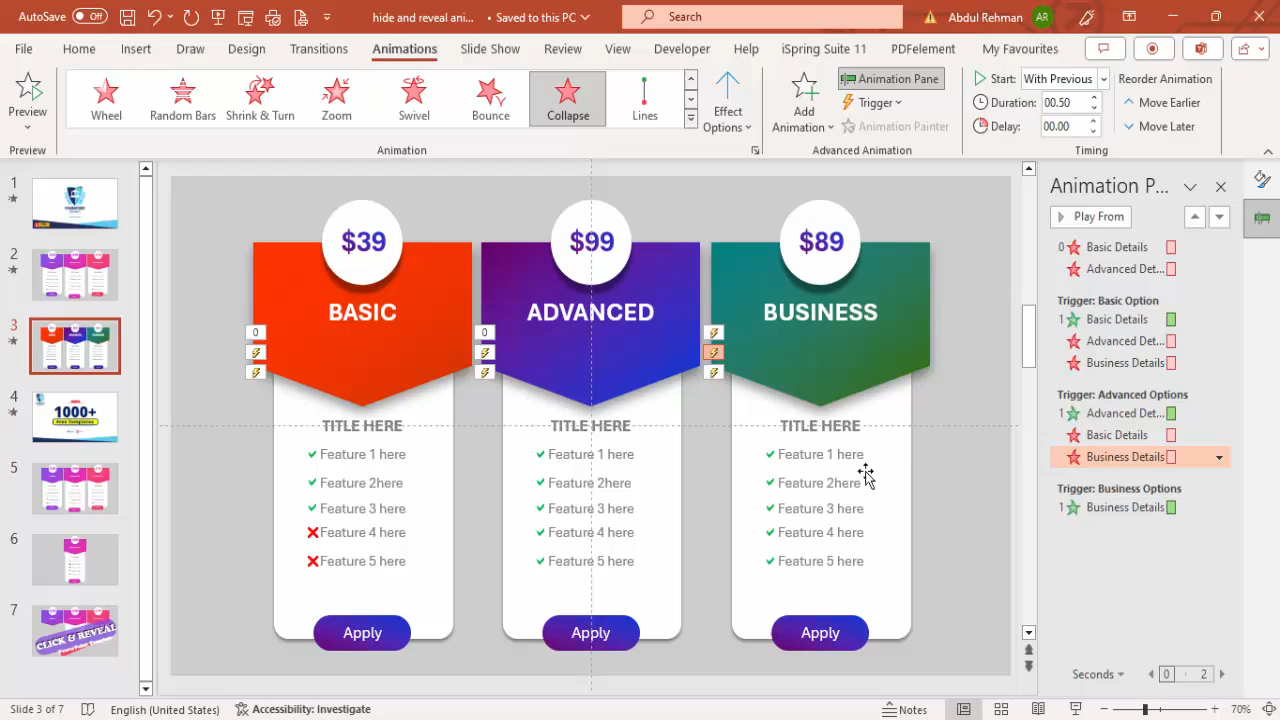 AutoSave Off hide and reveal ani... • Saved to this PC Search Abdul Rehman AR
File Home Insert Draw Design Transitions Animations Slide Show Review View Developer Help iSpring Suite 11 PDFelement My Favourites
Preview
Wheel Random Bars Shrink & Turn Zoom Swivel Bounce Collapse Lines
Effect Options
Add Animation
Animation Pane
Trigger
Animation Painter
Start: With Previous
Duration: 00.50
Delay: 00.00
Reorder Animation
Move Earlier
Move Later
Preview Animation Advanced Animation Timing
1
2
3
4
1000+
5
6
7
CLICK & REVEAL
$39
BASIC
0
TITLE HERE
Feature 1 here
Feature 2here
Feature 3 here
Feature 4 here
Feature 5 here
Apply
$99
ADVANCED
0
TITLE HERE
Feature 1 here
Feature 2here
Feature 3 here
Feature 4 here
Feature 5 here
Apply
$89
BUSINESS
TITLE HERE
Feature 1 here
Feature 2here
Feature 3 here
Feature 4 here
Feature 5 here
Apply
Animation P...
Play From
0 Basic Details
Advanced Det...
Trigger: Basic Option
1 Basic Details
Advanced Det...
Business Details
Trigger: Advanced Options
1 Advanced Det...
Basic Details
Business Details
Trigger: Business Options
1 Business Details
Seconds 0 2
Slide 3 of 7 English (United States) Accessibility: Investigate Notes 70%